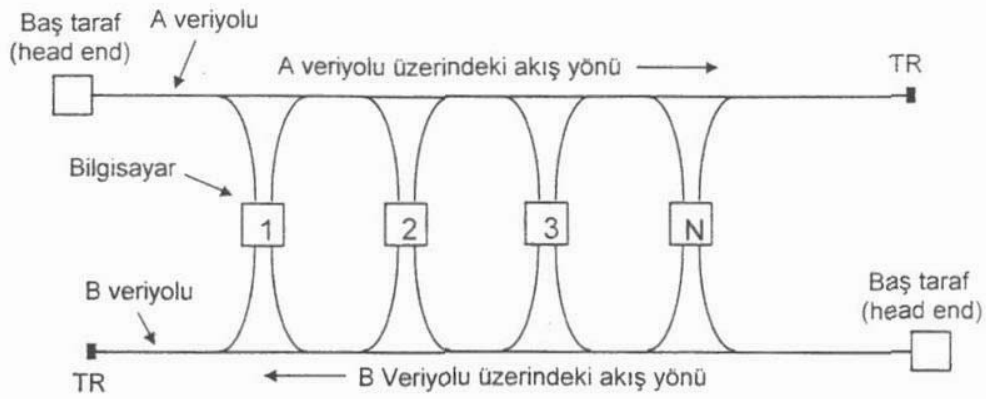 Baş taraf
(head end)
A veriyolu
A veriyolu üzerindeki akış yönü
TR
Bilgisayar
1
2
3
N
B veriyolu
Baş taraf
(head end)
TR
B Veriyolu üzerindeki akış yönü